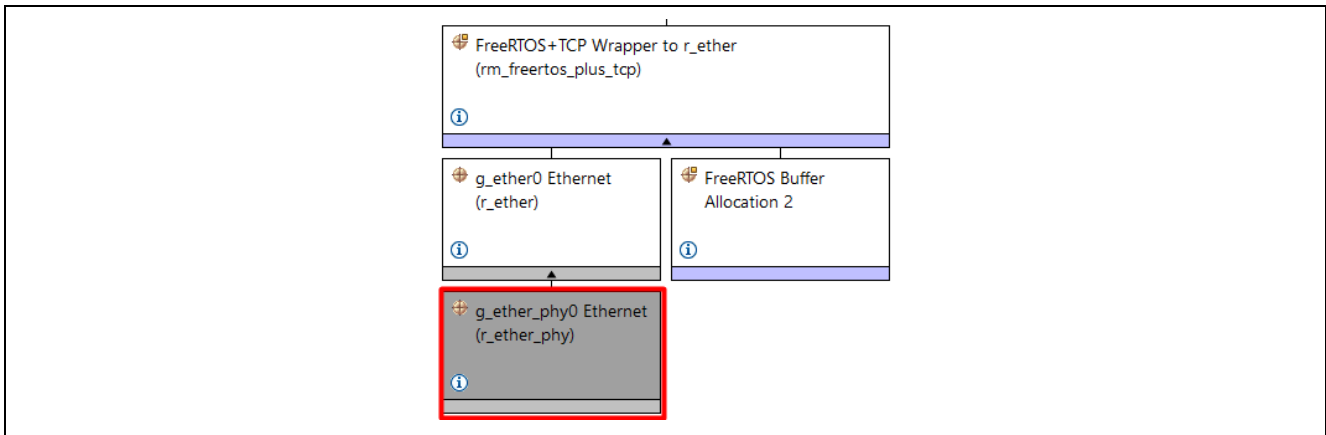 FreeRTOS+TCP Wrapper to r_ether
(rm_freertos_plus_tcp)
g_ether0 Ethernet
(r_ether)
FreeRTOS Buffer
Allocation 2
g_ether_phy0 Ethernet
(r_ether_phy)